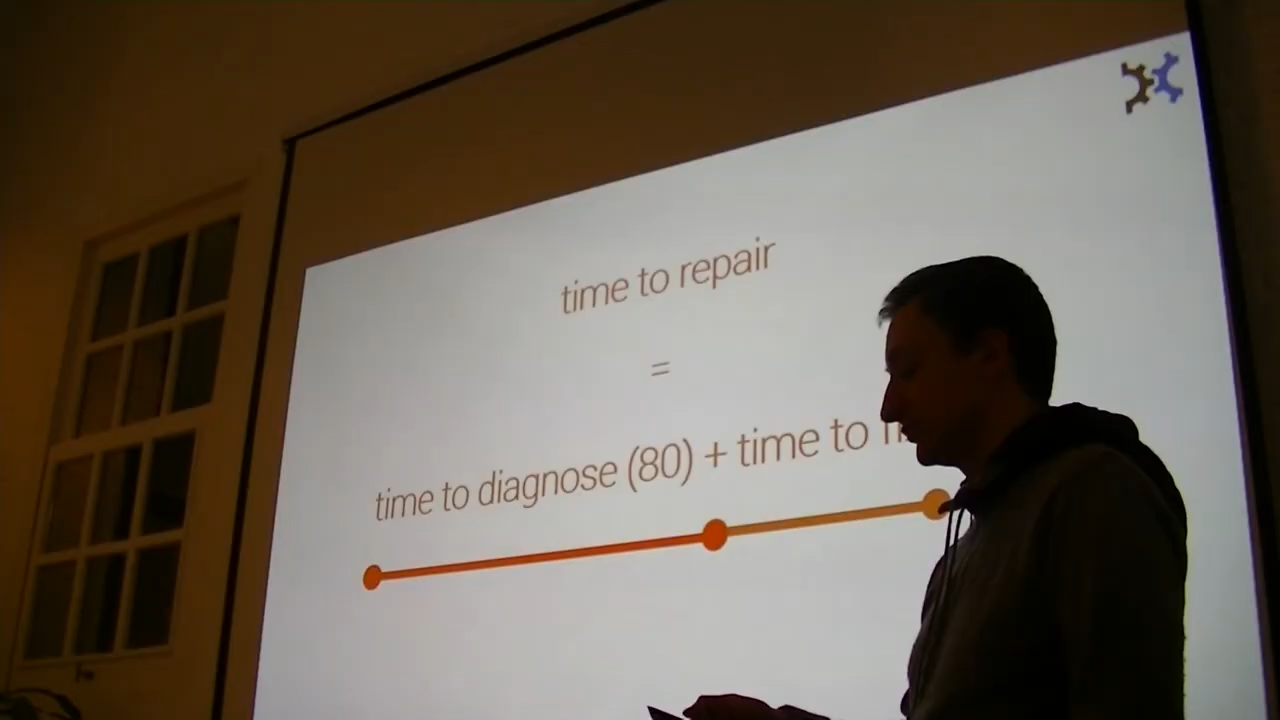 time to repair
=
time to diagnose (80) + time to